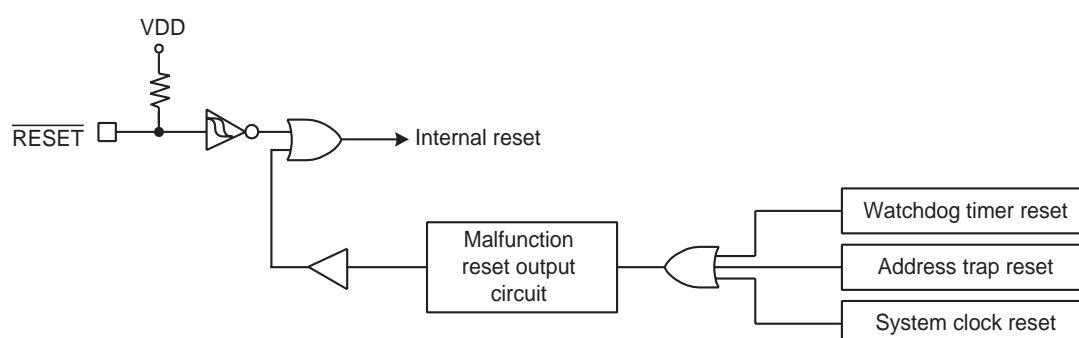 VDD
RESET
Internal reset
Watchdog timer reset
Malfunction
reset output
circuit
Address trap reset
System clock reset